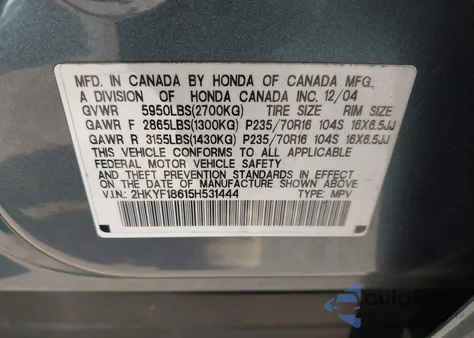 MFD. IN CANADA BY HONDA OF CANADA MFG.,
A DIVISION OF HONDA CANADA INC. 12/04
GVWR 5950LBS(2700KG) TIRE SIZE RIM SIZE
GAWR F 2865LBS(1300KG) P235/70R16 104S 16X6.5JJ
GAWR R 3155LBS(1430KG) P235/70R16 104S 16X6.5JJ
THIS VEHICLE CONFORMS TO ALL APPLICABLE
FEDERAL MOTOR VEHICLE SAFETY
AND THEFT PREVENTION STANDARDS IN EFFECT
ON THE DATE OF MANUFACTURE SHOWN ABOVE.
V.I.N.: 2HKYF18615H531444 TYPE: MPV